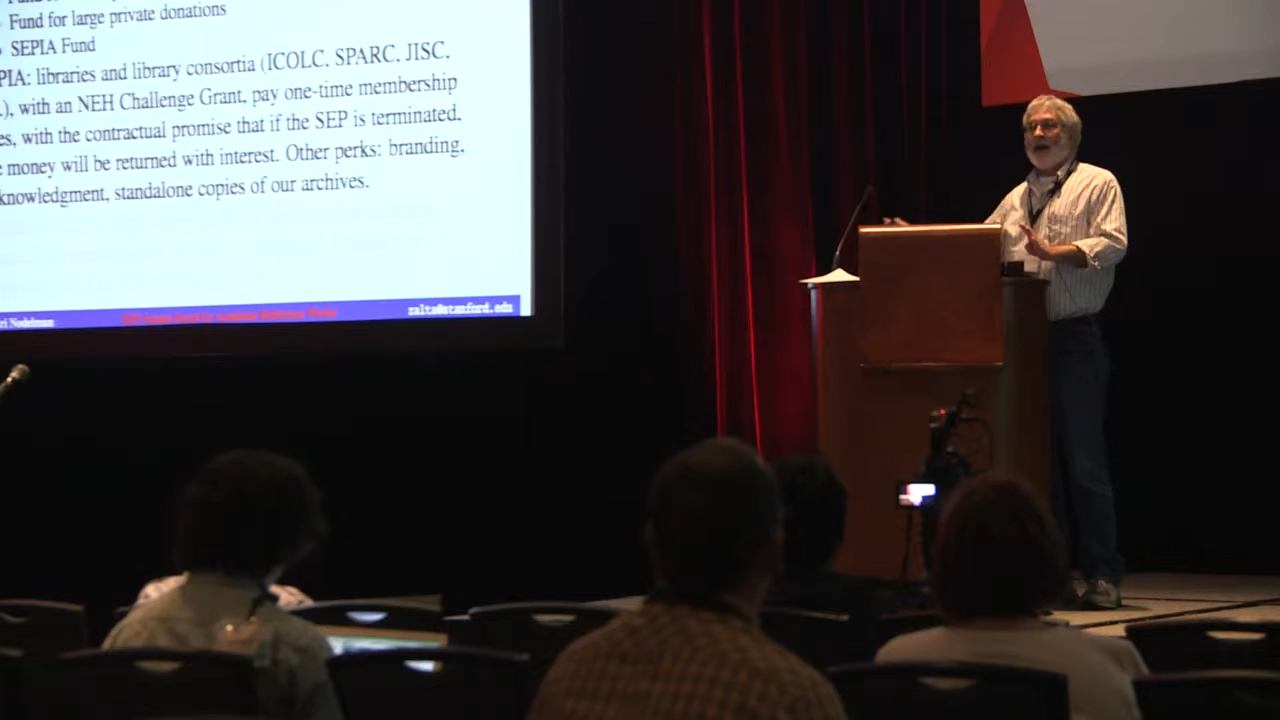 Fund for large private donations
SEPIA Fund
PIA: libraries and library consortia (ICOLC, SPARC, JISC,
.), with an NEH Challenge Grant, pay one-time membership
es, with the contractual promise that if the SEP is terminated,
e money will be returned with interest. Other perks: branding,
knowledgment, standalone copies of our archives.
ri Nodelman zalta@stanford.edu